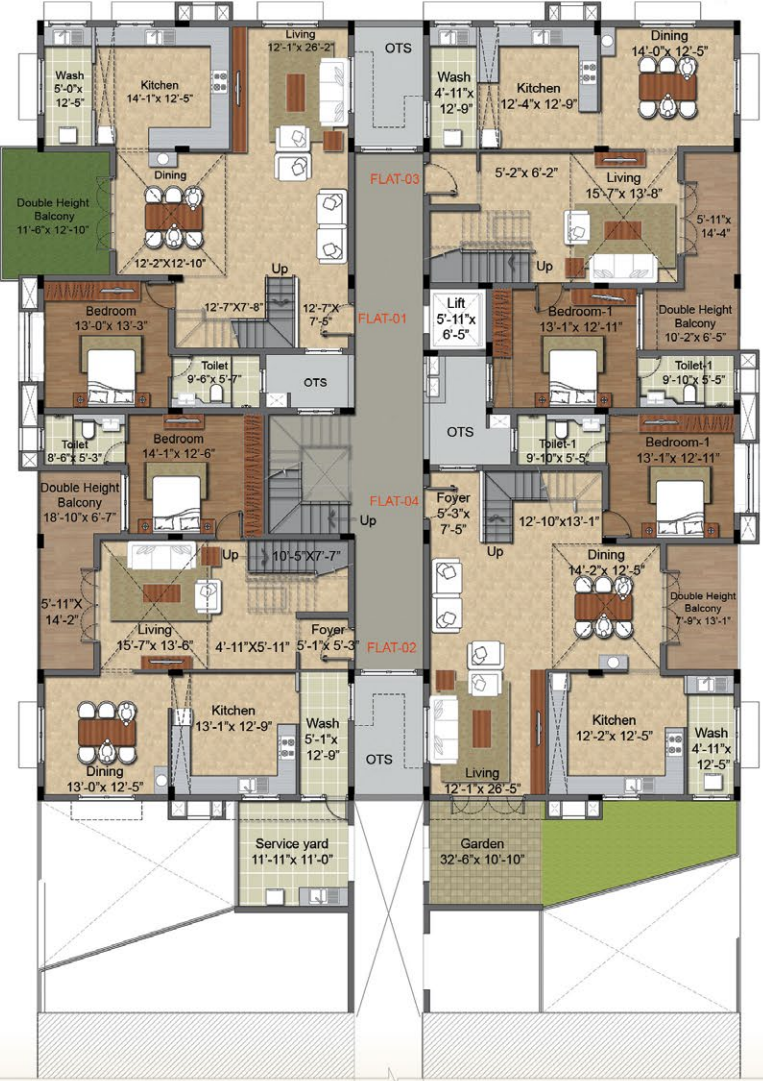 Living
12'-1"x 26'-2"
OTS
Dining
14'-0"x 12'-5"
Wash
5'-0"x
12'-5"
Kitchen
14'-1"x 12'-5"
Wash
4'-11"x
12'-9"
Kitchen
12'-4"x 12'-9"
Dining
12'-2"X12'-10"
FLAT-03
5'-2"x 6'-2"
Living
15'-7"x 13'-8"
Double Height
Balcony
11'-6"x 12'-10"
5'-11"x
14'-4"
Up
Up
12'-7"X7'-8"
12'-7"X
7'-5"
FLAT-01
Lift
5'-11"x
6'-5"
Bedroom
13'-0"x 13'-3"
Bedroom-1
13'-1"x 12'-11"
Double Height
Balcony
10'-2"x 6'-5"
Toilet
9'-6"x 5'-7"
OTS
Toilet-1
9'-10"x 5'-5"
OTS
Toilet
8'-6"x 5'-3"
Bedroom
14'-1"x 12'-6"
Toilet-1
9'-10"x 5'-5"
Bedroom-1
13'-1"x 12'-11"
Double Height
Balcony
18'-10"x 6'-7"
Up
FLAT-04
Foyer
5'-3"x
7'-5"
12'-10"x13'-1"
Up
Up
10'-5"X7'-7"
Dining
14'-2"x 12'-5"
5'-11"X
14'-2"
Double Height
Balcony
7'-9"x 13'-1"
Living
15'-7"x 13'-6"
4'-11"X5'-11"
Foyer
5'-1"x 5'-3"
FLAT-02
Kitchen
13'-1"x 12'-9"
Wash
5'-1"x
12'-9"
OTS
Kitchen
12'-2"x 12'-5"
Wash
4'-11"x
12'-5"
Dining
13'-0"x 12'-5"
Living
12'-1"x 26'-5"
Service yard
11'-11"x 11'-0"
Garden
32'-6"x 10'-10"